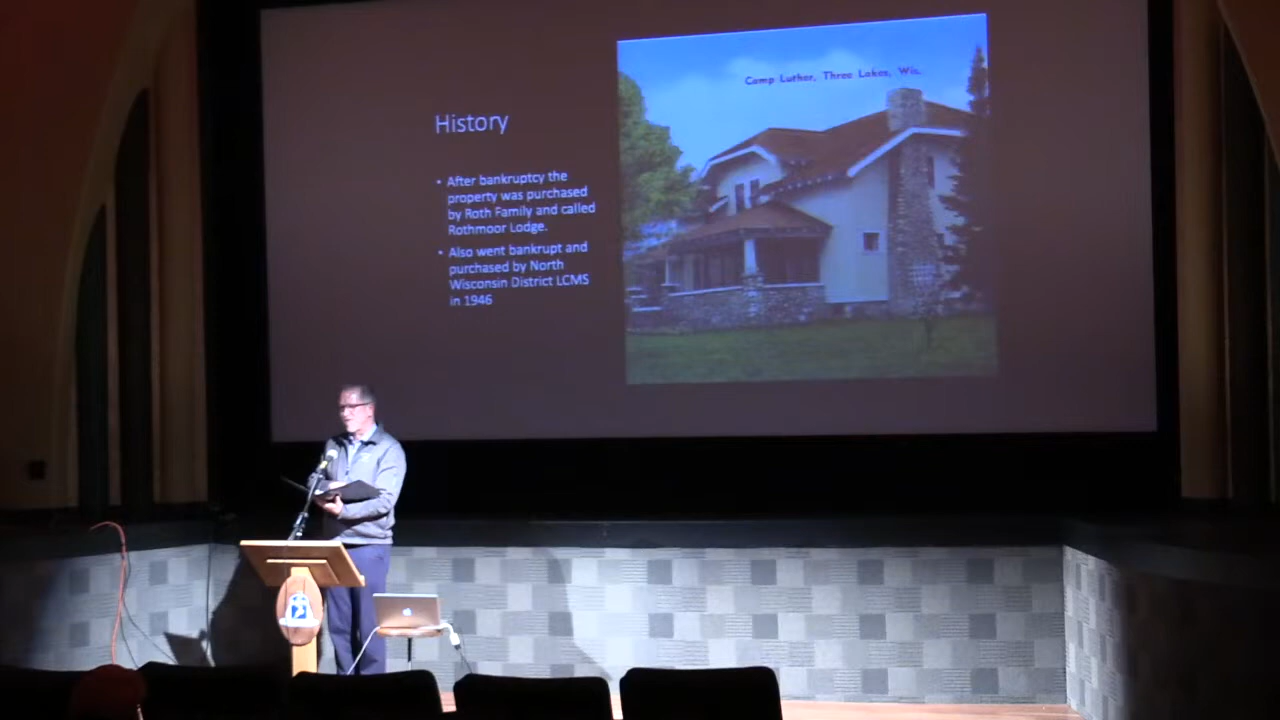 Camp Luther, Three Lakes, Wis.
History
• After bankruptcy the
property was purchased
by Roth Family and called
Rothmoor Lodge.
• Also went bankrupt and
purchased by North
Wisconsin District LCMS
in 1946